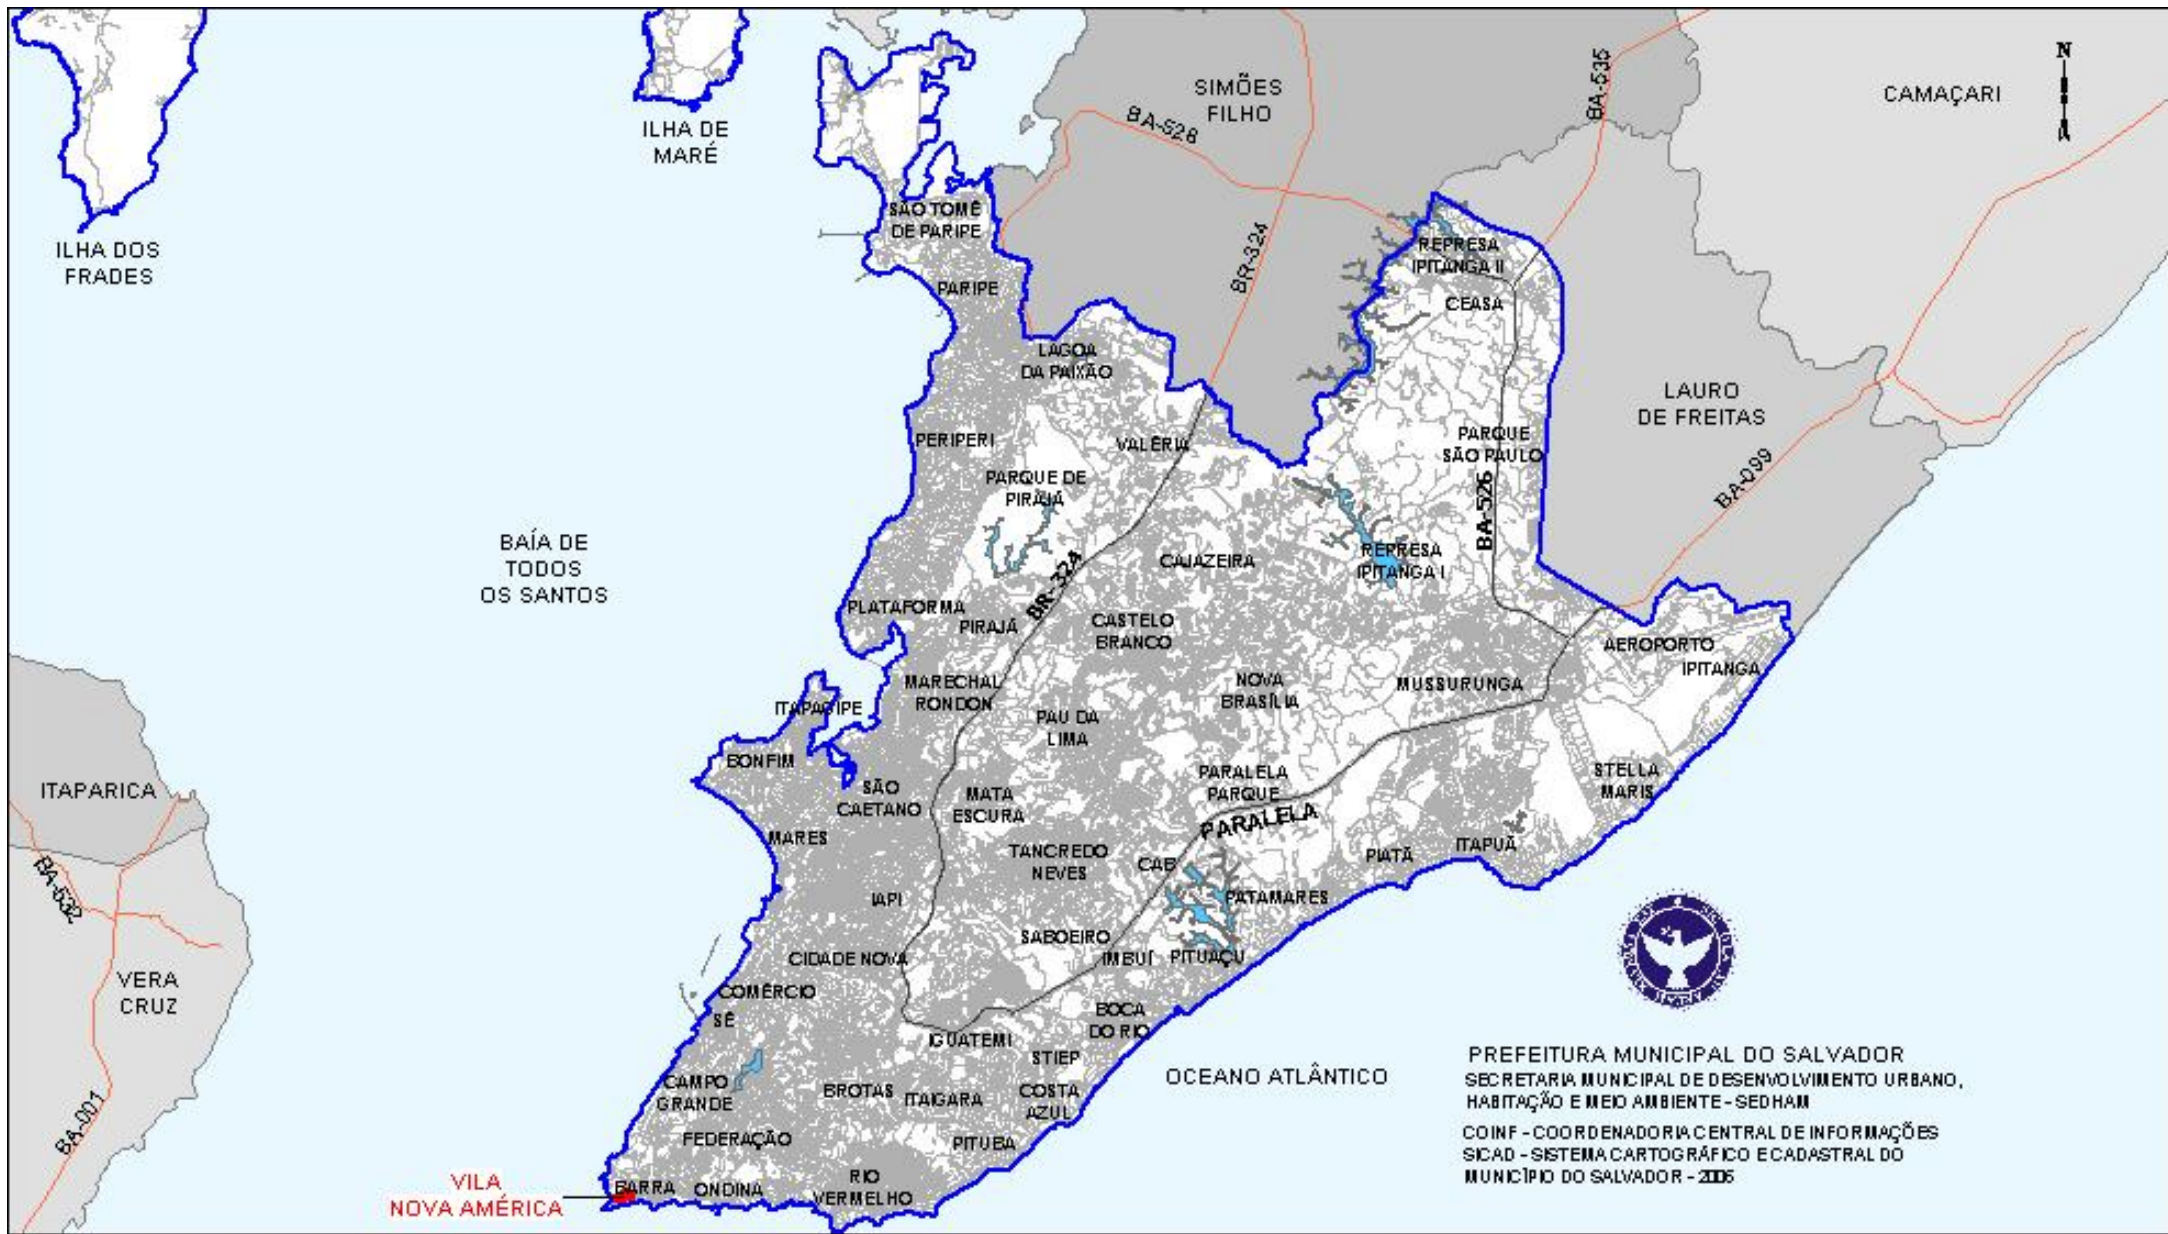 N
SIMÕES
FILHO
CAMAÇARI
BA-535
BA-526
BR-324
ILHA DE
MARÉ
ILHA DOS
FRADES
SÃO TOMÉ
DE PARIPE
PARIPE
REPRESA
IPITANGA II
CEASA
LAGOA
DA PAIXÃO
LAURO
DE FREITAS
BA-099
PERIPERI
VALÉRIA
PARQUE
SÃO PAULO
PARQUE DE
PIRAJÁ
BA-526
BAÍA DE
TODOS
OS SANTOS
CAJAZEIRA
REPRESA
IPITANGA I
BR-324
PLATAFORMA
PIRAJÁ
CASTELO
BRANCO
AEROPORTO
IPITANGA
MARECHAL
RONDON
NOVA
BRASÍLIA
MUSSURUNGA
ITAPAGIPE
PAU DA
LIMA
BONFIM
PARALELA
PARQUE
STELLA
MARIS
ITAPARICA
SÃO
CAETANO
MATA
ESCURA
PARALELA
MARES
ITAPUÃ
TANCREDO
NEVES
CAB
PIATÃ
BA-532
IAPI
PATAMARES
SABOEIRO
CIDADE NOVA
IMBUÍ
PITUAÇU
VERA
CRUZ
COMÉRCIO
SÉ
BOCA
DO RIO
IGUATEMI
STIEP
OCEANO ATLÂNTICO
CAMPO
GRANDE
BROTAS
ITAIGARA
COSTA
AZUL
BA-001
FEDERAÇÃO
PITUBA
VILA
NOVA AMÉRICA
BARRA
ONDINA
RIO
VERMELHO
PREFEITURA MUNICIPAL DO SALVADOR
SECRETARIA MUNICIPAL DE DESENVOLVIMENTO URBANO,
HABITAÇÃO E MEIO AMBIENTE - SEDHAM
COINF - COORDENADORIA CENTRAL DE INFORMAÇÕES
SICAD - SISTEMA CARTOGRÁFICO E CADASTRAL DO
MUNICÍPIO DO SALVADOR - 2006